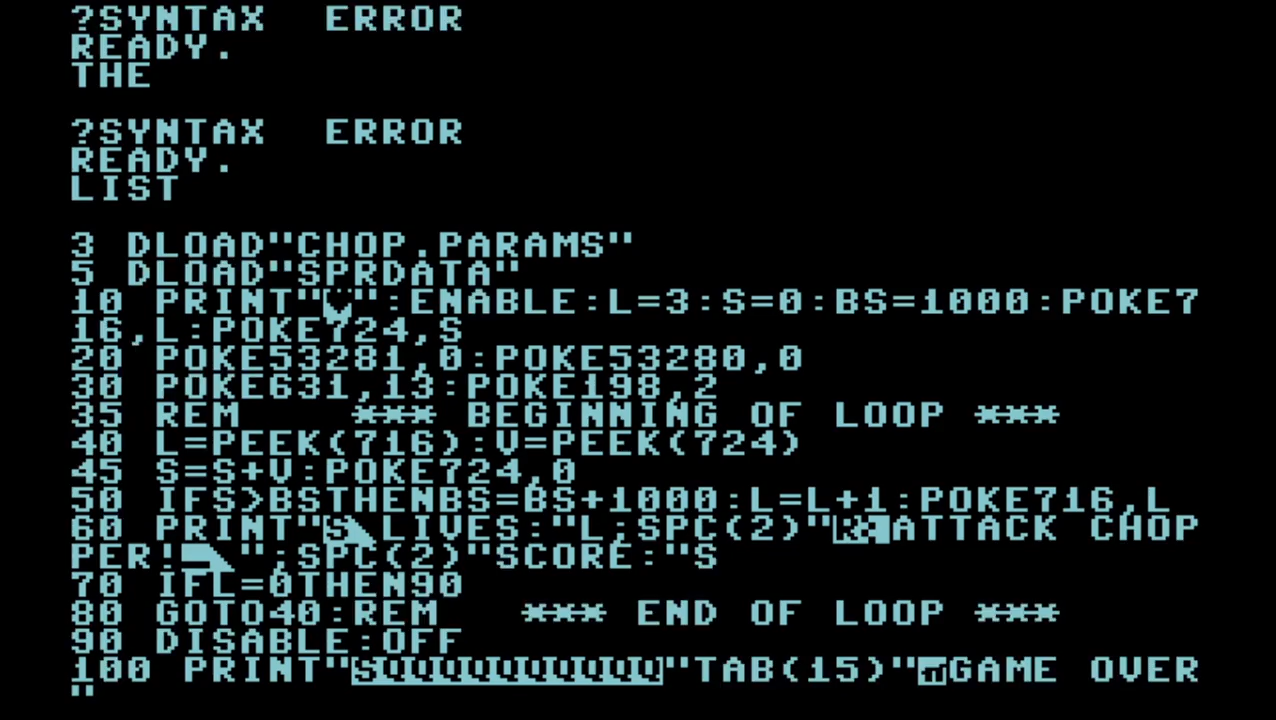 ?SYNTAX  ERROR
READY.
THE
?SYNTAX  ERROR
READY.
LIST
3 DLOAD"CHOP.PARAMS"
5 DLOAD"SPRDATA"
10 PRINT"♥":ENABLE:L=3:S=0:BS=1000:POKE7
16,L:POKE724,S
20 POKE53281,0:POKE53280,0
30 POKE631,13:POKE198,2
35 REM    *** BEGINNING OF LOOP ***
40 L=PEEK(716):V=PEEK(724)
45 S=S+V:POKE724,0
50 IFS>BSTHENBS=BS+1000:L=L+1:POKE716,L
60 PRINT"S◥LIVES:"L;SPC(2)"ATTACK CHOP
PER!";SPC(2)"SCORE:"S
70 IFL=0THEN90
80 GOTO40:REM   *** END OF LOOP ***
90 DISABLE:OFF
100 PRINT"SQQQQQQQQQQ"TAB(15)"GAME OVER
"